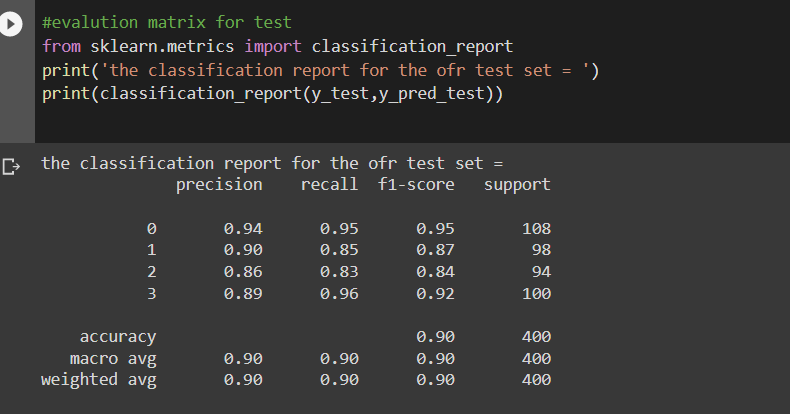 #evalution matrix for test
from sklearn.metrics import classification_report
print('the classification report for the ofr test set = ')
print(classification_report(y_test,y_pred_test))
the classification report for the ofr test set =
precision recall f1-score support
0 0.94 0.95 0.95 108
1 0.90 0.85 0.87 98
2 0.86 0.83 0.84 94
3 0.89 0.96 0.92 100
accuracy 0.90 400
macro avg 0.90 0.90 0.90 400
weighted avg 0.90 0.90 0.90 400